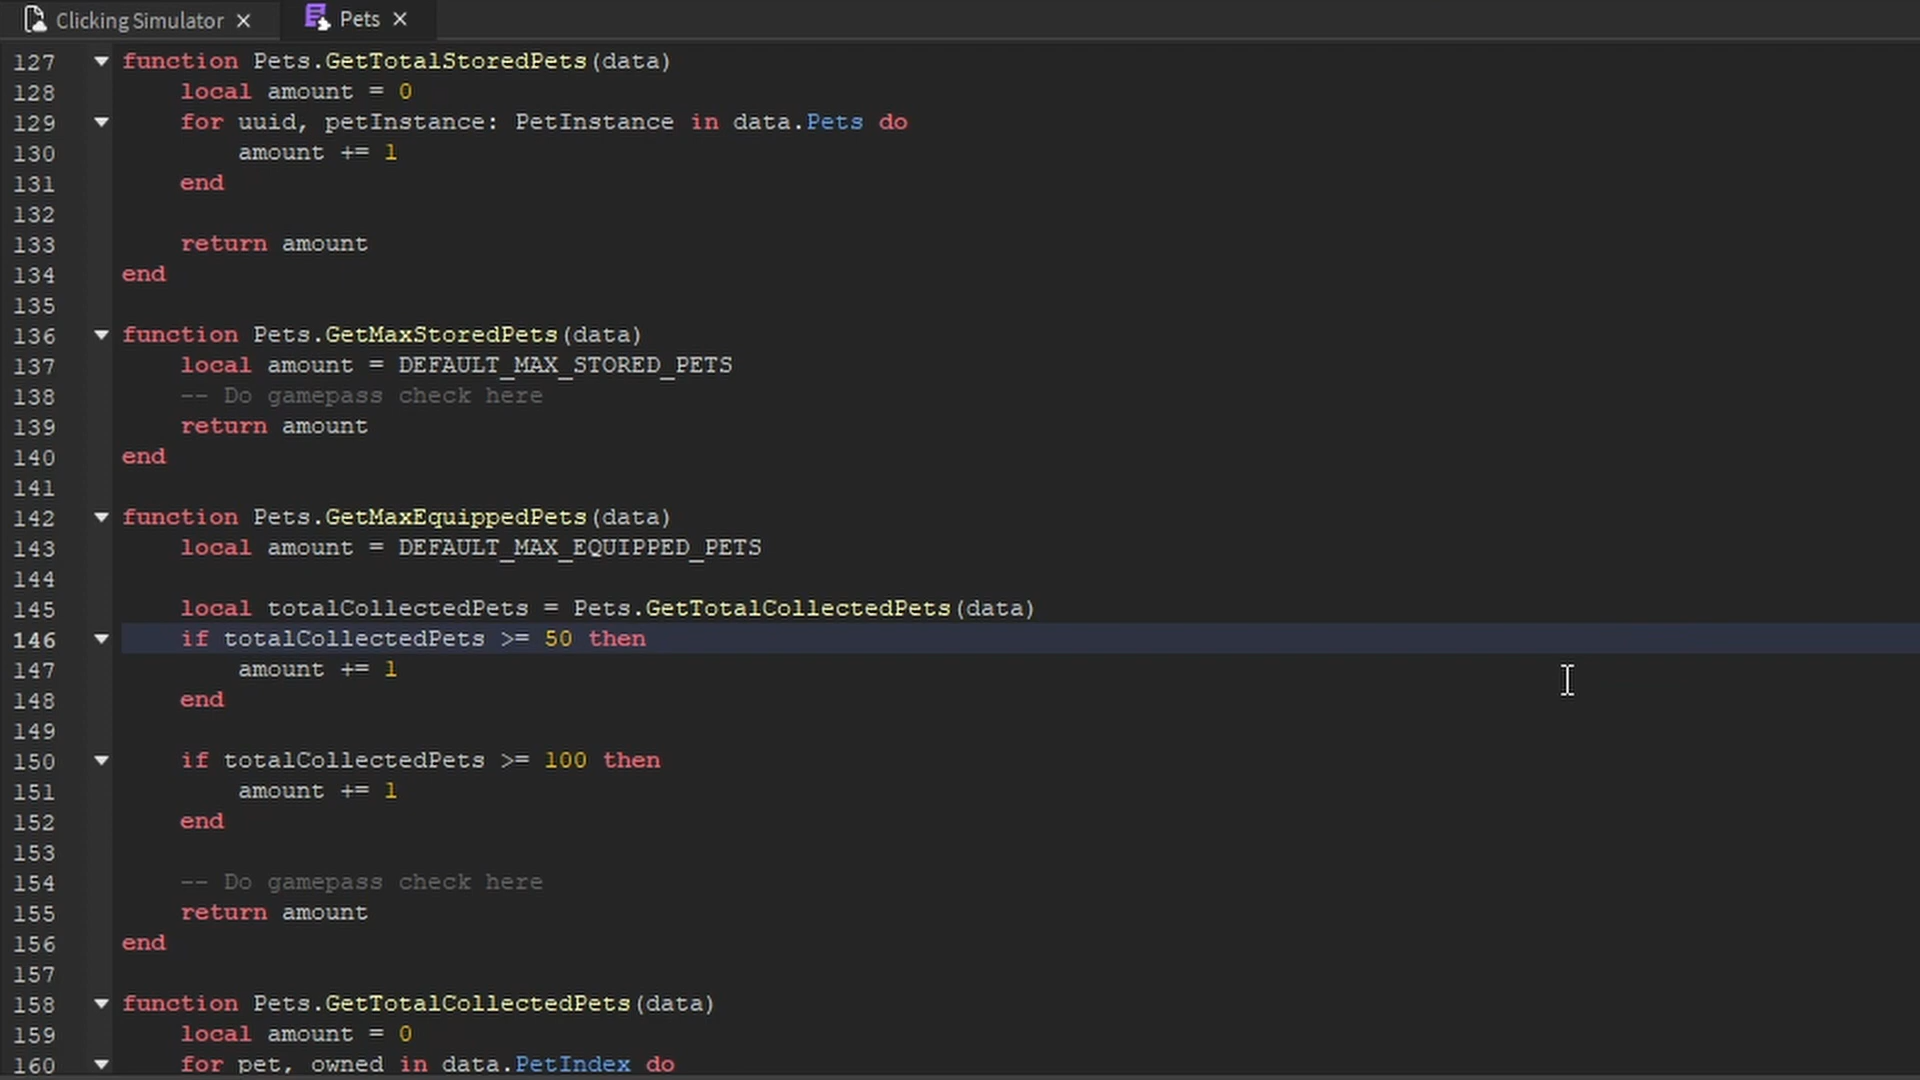 Clicking Simulator Pets
127 function Pets.GetTotalStoredPets(data)
128 local amount = 0
129 for uuid, petInstance: PetInstance in data.Pets do
130 amount += 1
131 end
132
133 return amount
134 end
135
136 function Pets.GetMaxStoredPets(data)
137 local amount = DEFAULT_MAX_STORED_PETS
138 -- Do gamepass check here
139 return amount
140 end
141
142 function Pets.GetMaxEquippedPets(data)
143 local amount = DEFAULT_MAX_EQUIPPED_PETS
144
145 local totalCollectedPets = Pets.GetTotalCollectedPets(data)
146 if totalCollectedPets >= 50 then
147 amount += 1
148 end
149
150 if totalCollectedPets >= 100 then
151 amount += 1
152 end
153
154 -- Do gamepass check here
155 return amount
156 end
157
158 function Pets.GetTotalCollectedPets(data)
159 local amount = 0
160 for pet, owned in data.PetIndex do